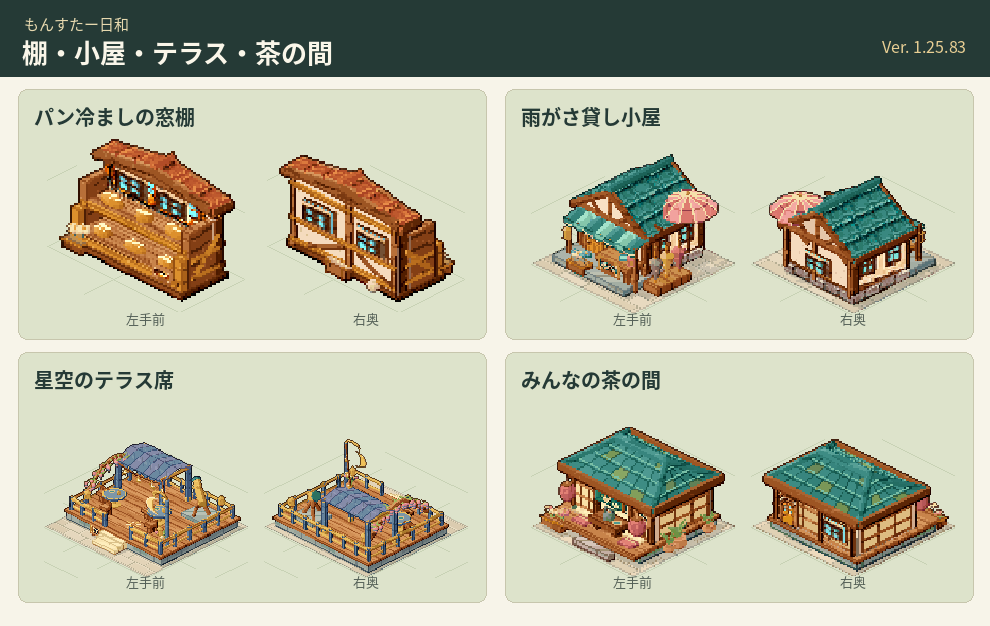 もんすたー日和
棚・小屋・テラス・茶の間
Ver. 1.25.83
パン冷ましの窓棚
左手前
右奥
雨がさ貸し小屋
左手前
右奥
星空のテラス席
左手前
右奥
みんなの茶の間
左手前
右奥